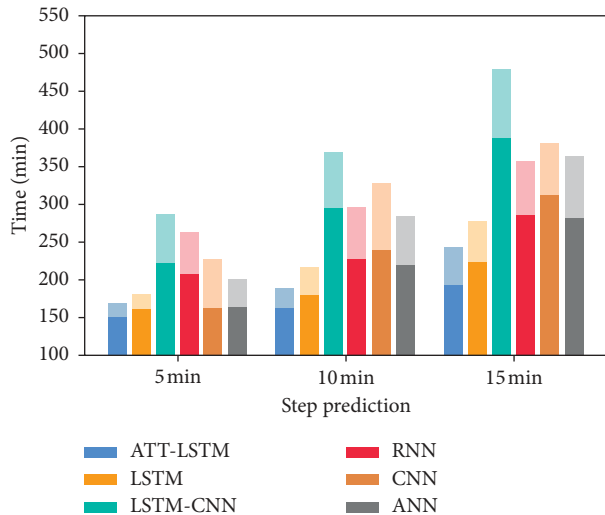 550
500
450
400
350
300
250
200
150
100
Time (min)
5 min
10 min
15 min
Step prediction
ATT-LSTM
LSTM
LSTM-CNN
RNN
CNN
ANN